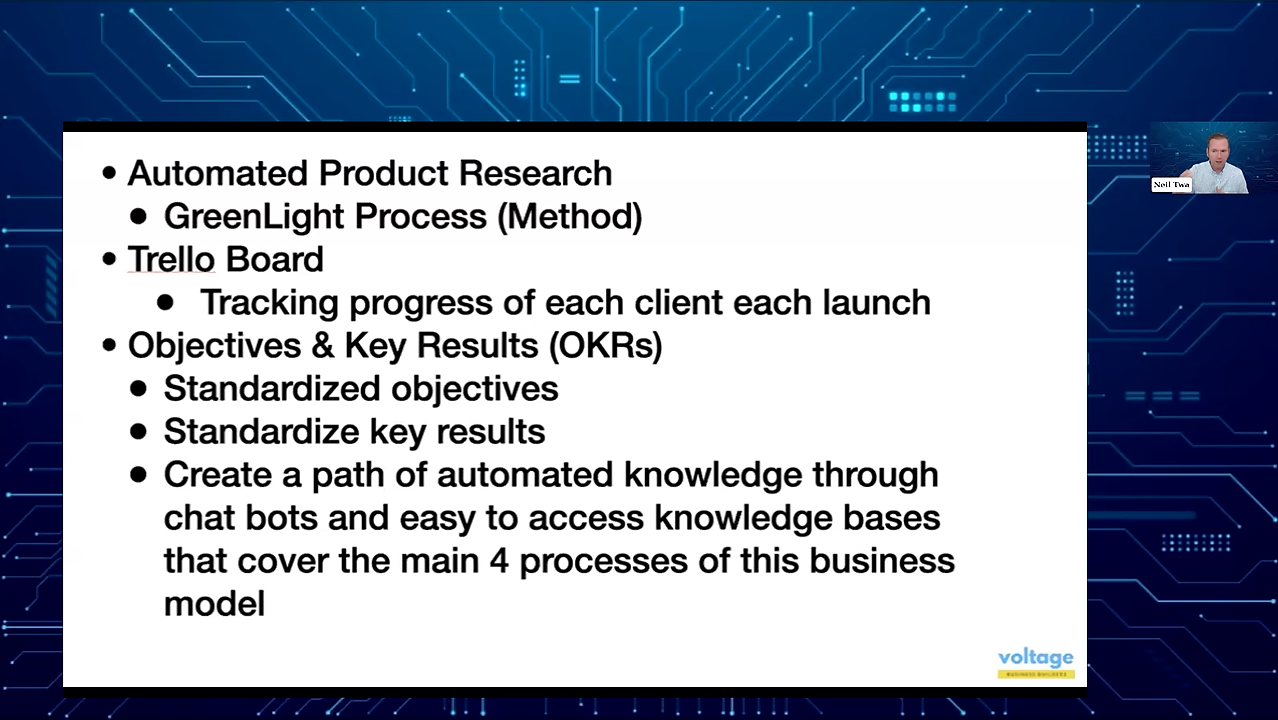 • Automated Product Research
• GreenLight Process (Method)
• Trello Board
• Tracking progress of each client each launch
• Objectives & Key Results (OKRs)
• Standardized objectives
• Standardize key results
• Create a path of automated knowledge through
chat bots and easy to access knowledge bases
that cover the main 4 processes of this business
model
Neil Twa
voltage
BUSINESS BUILDERS